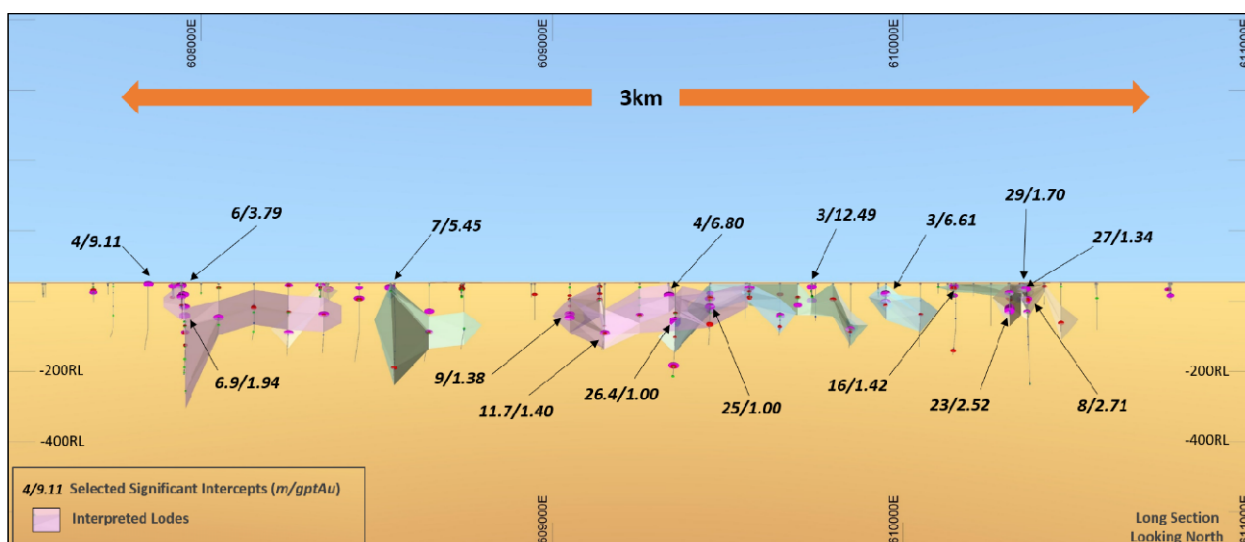 608000E
609000E
610000E
611000E
3km
29/1.70
6/3.79
7/5.45
4/6.80
3/12.49
3/6.61
27/1.34
4/9.11
6.9/1.94
9/1.38
11.7/1.40
26.4/1.00
25/1.00
16/1.42
23/2.52
8/2.71
-200RL
-200RL
-400RL
-400RL
4/9.11 Selected Significant Intercepts (m/gptAu)
Interpreted Lodes
609000E
610000E
611000E
Long Section
Looking North